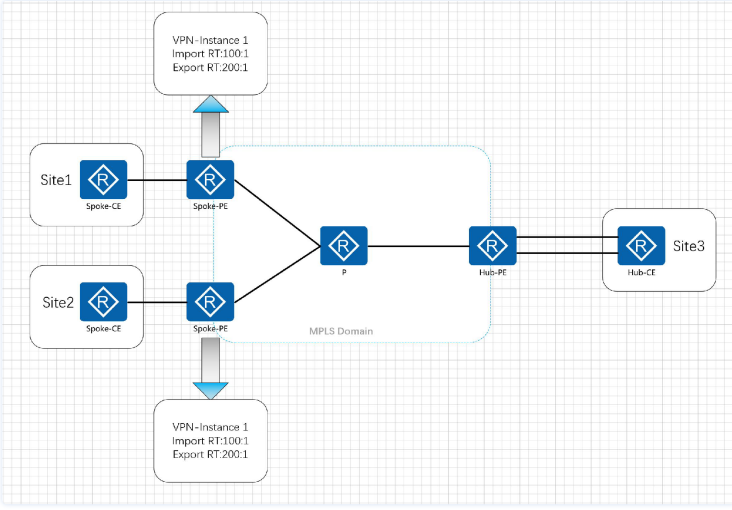 VPN-Instance 1
Import RT:100:1
Export RT:200:1
Site1
R
Spoke-CE
R
Spoke-PE
R
P
R
Hub-PE
R
Hub-CE
Site3
Site2
R
Spoke-CE
R
Spoke-PE
MPLS Domain
VPN-Instance 1
Import RT:100:1
Export RT:200:1